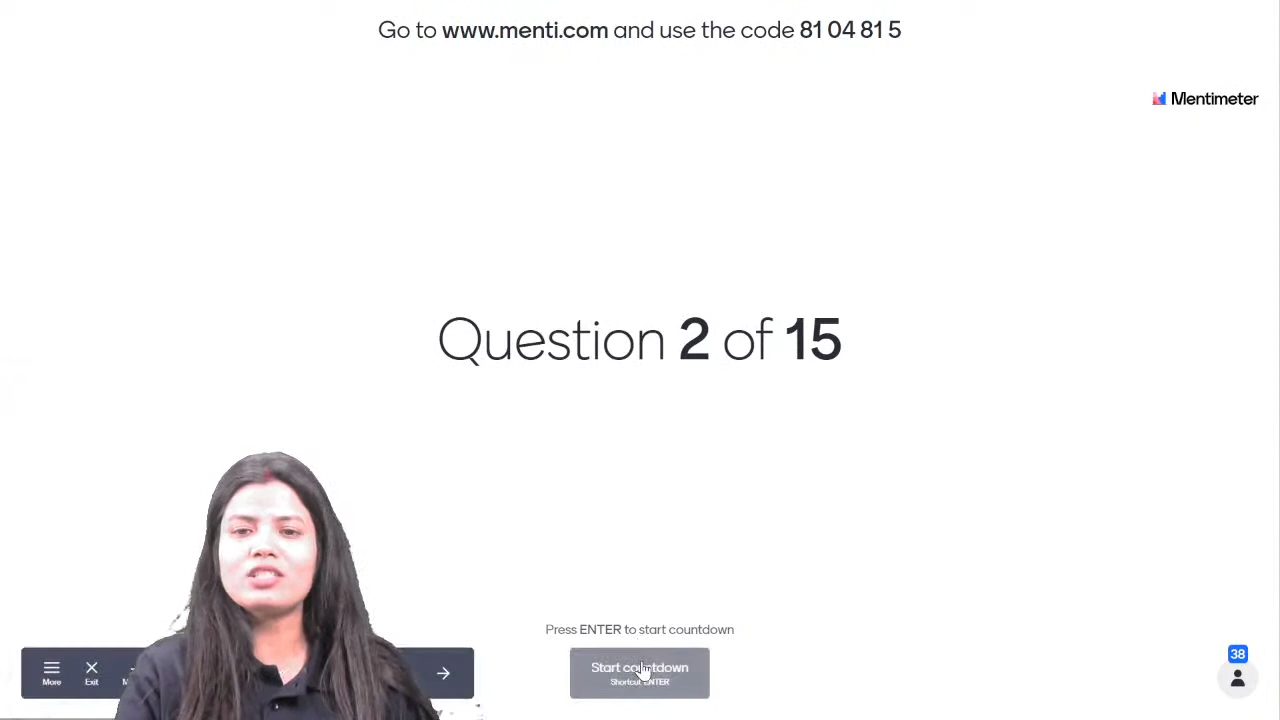 Go to www.menti.com and use the code 81 04 81 5
Mentimeter
Question 2 of 15
Press ENTER to start countdown
Start countdown
Shortcut ENTER
More
Exit
38